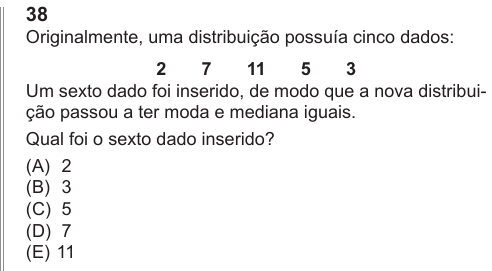 38
Originalmente, uma distribuição possuía cinco dados:
2 7 11 5 3
Um sexto dado foi inserido, de modo que a nova distribui-
ção passou a ter moda e mediana iguais.
Qual foi o sexto dado inserido?
(A) 2
(B) 3
(C) 5
(D) 7
(E) 11